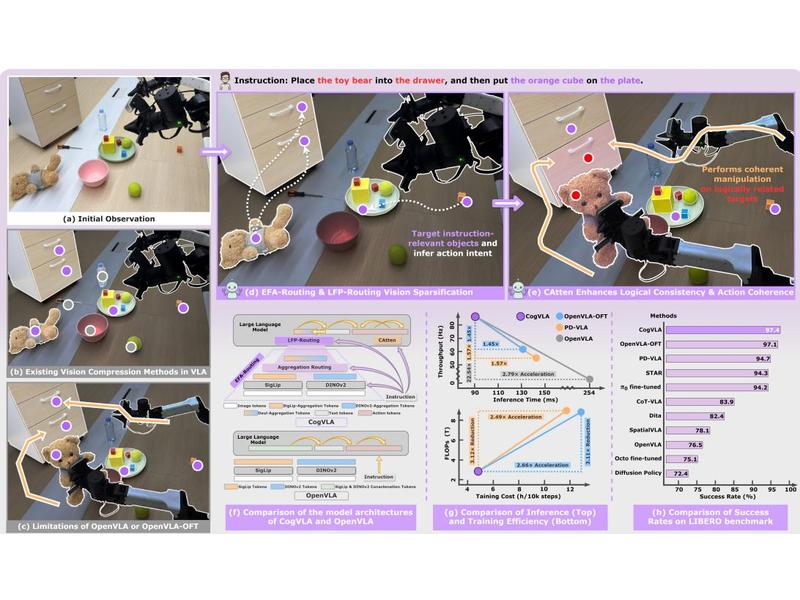 Instruction: Place the toy bear into the drawer, and then put the orange cube on the plate.
(a) Initial Observation
(b) Existing Vision Compression Methods in VLA
(c) Limitations of OpenVLA or OpenVLA-OFT
Target instruction-
relevant objects and
infer action intent
(d) EFA-Routing & LFP-Routing Vision Sparsification
Performs coherent
manipulation
on logically related
targets
(e) CAtten Enhances Logical Consistency & Action Coherence
Large Language
Model
LFP-Routing
CAtten
EFA-Routing
Aggregation Routing
SigLip
DINOv2
Instruction
Image tokens
SigLip-Aggregation Tokens
DINOv2-Aggregation Tokens
Dual-Aggregation Tokens
Text tokens
Action tokens
CogVLA
Large Language
Model
SigLip
DINOv2
Instruction
SigLip Tokens
DINOv2 Tokens
SigLip & DINOv2 Concatenation Tokens
OpenVLA
(f) Comparison of the model architectures
of CogVLA and OpenVLA
CogVLA
OpenVLA-OFT
PD-VLA
OpenVLA
Throughput (Hz)
80
60
40
20
0
1.45×
1.57×
22.54×
1.45×
1.57×
2.79× Acceleration
90
110
130
150
254
Inference Time (ms)
FLOPs (T)
8
6
4
2
2.49× Acceleration
3.12× Reduction
2.66× Acceleration
3.11× Reduction
4
6
8
10
12
Training Cost (h/10k steps)
(g) Comparison of Inference (Top)
and Training Efficiency (Bottom)
Methods
CogVLA 97.4
OpenVLA-OFT 97.1
PD-VLA 94.7
STAR 94.3
π0 fine-tuned 94.2
CoT-VLA 83.9
Dita 82.4
SpatialVLA 78.1
OpenVLA 76.5
Octo fine-tuned 75.1
Diffusion Policy 72.4
70 75 80 85 90 95 100
Success Rate (%)
(h) Comparison of Success
Rates on LIBERO benchmark